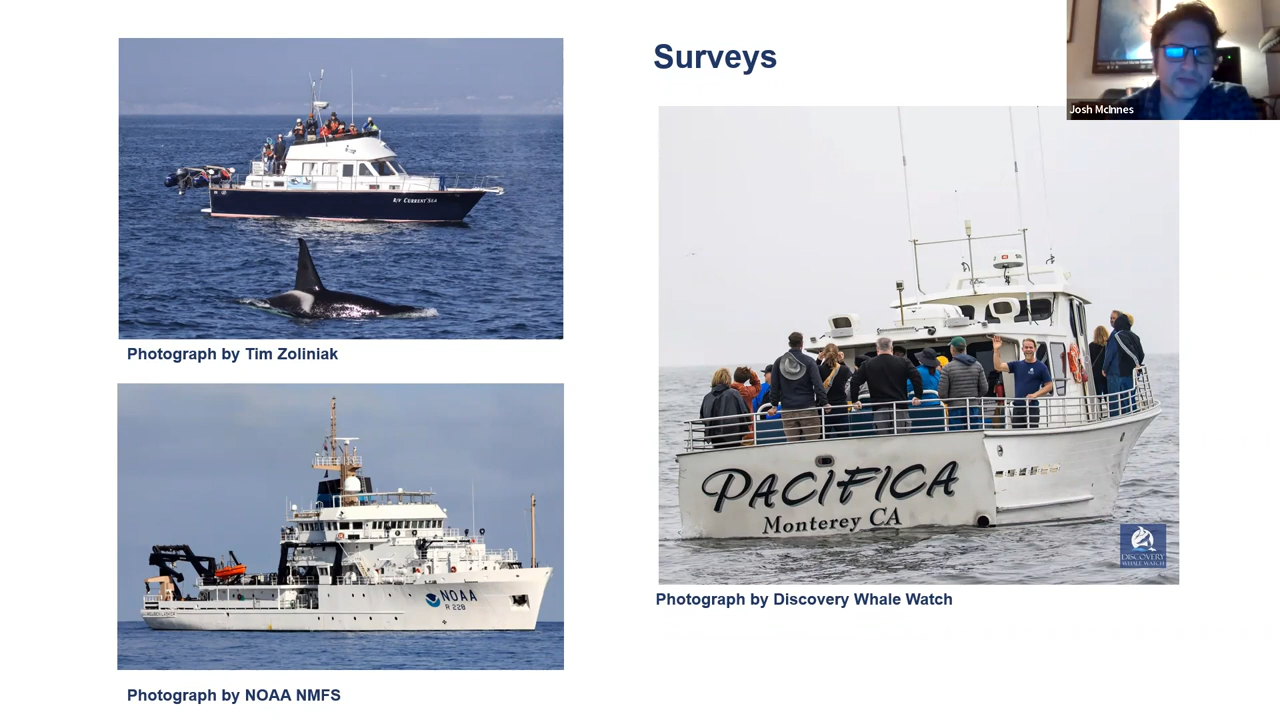 Surveys
Josh McInnes
R/V CURRENT SEA
Photograph by Tim Zoliniak
NOAA
R 228
Photograph by NOAA NMFS
PACIFICA
Monterey CA
DISCOVERY
WHALE WATCH
Photograph by Discovery Whale Watch